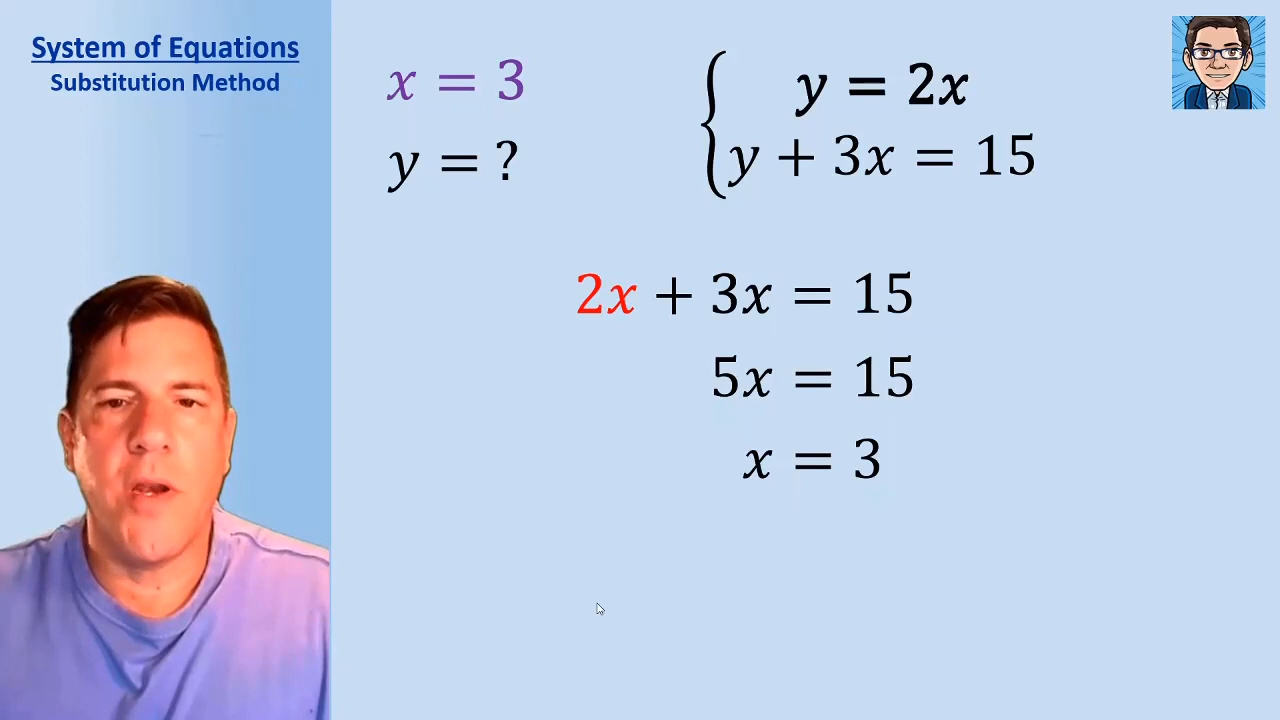 System of Equations
Substitution Method
x = 3
y = ?
y = 2x
y + 3x = 15
2x + 3x = 15
5x = 15
x = 3